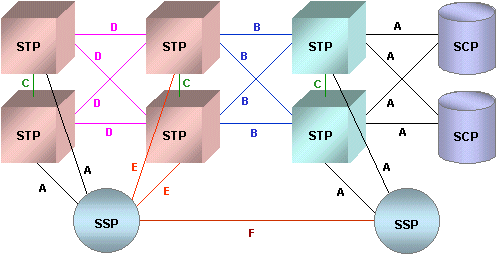 D B A
STP STP STP SCP
D B A
C C C
D B A
D B A
STP STP STP SCP
A E A
A E A
SSP SSP
F